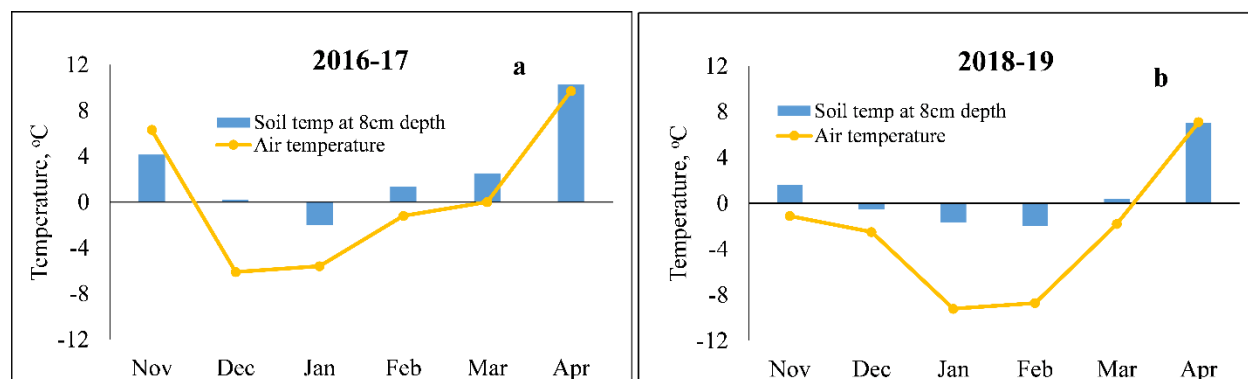 2016-17
a
12
8
4
0
-4
-8
-12
Temperature, ºC
Soil temp at 8cm depth
Air temperature
Nov Dec Jan Feb Mar Apr
2018-19
b
12
8
4
0
-4
-8
-12
Temperature, ºC
Soil temp at 8cm depth
Air temperature
Nov Dec Jan Feb Mar Apr